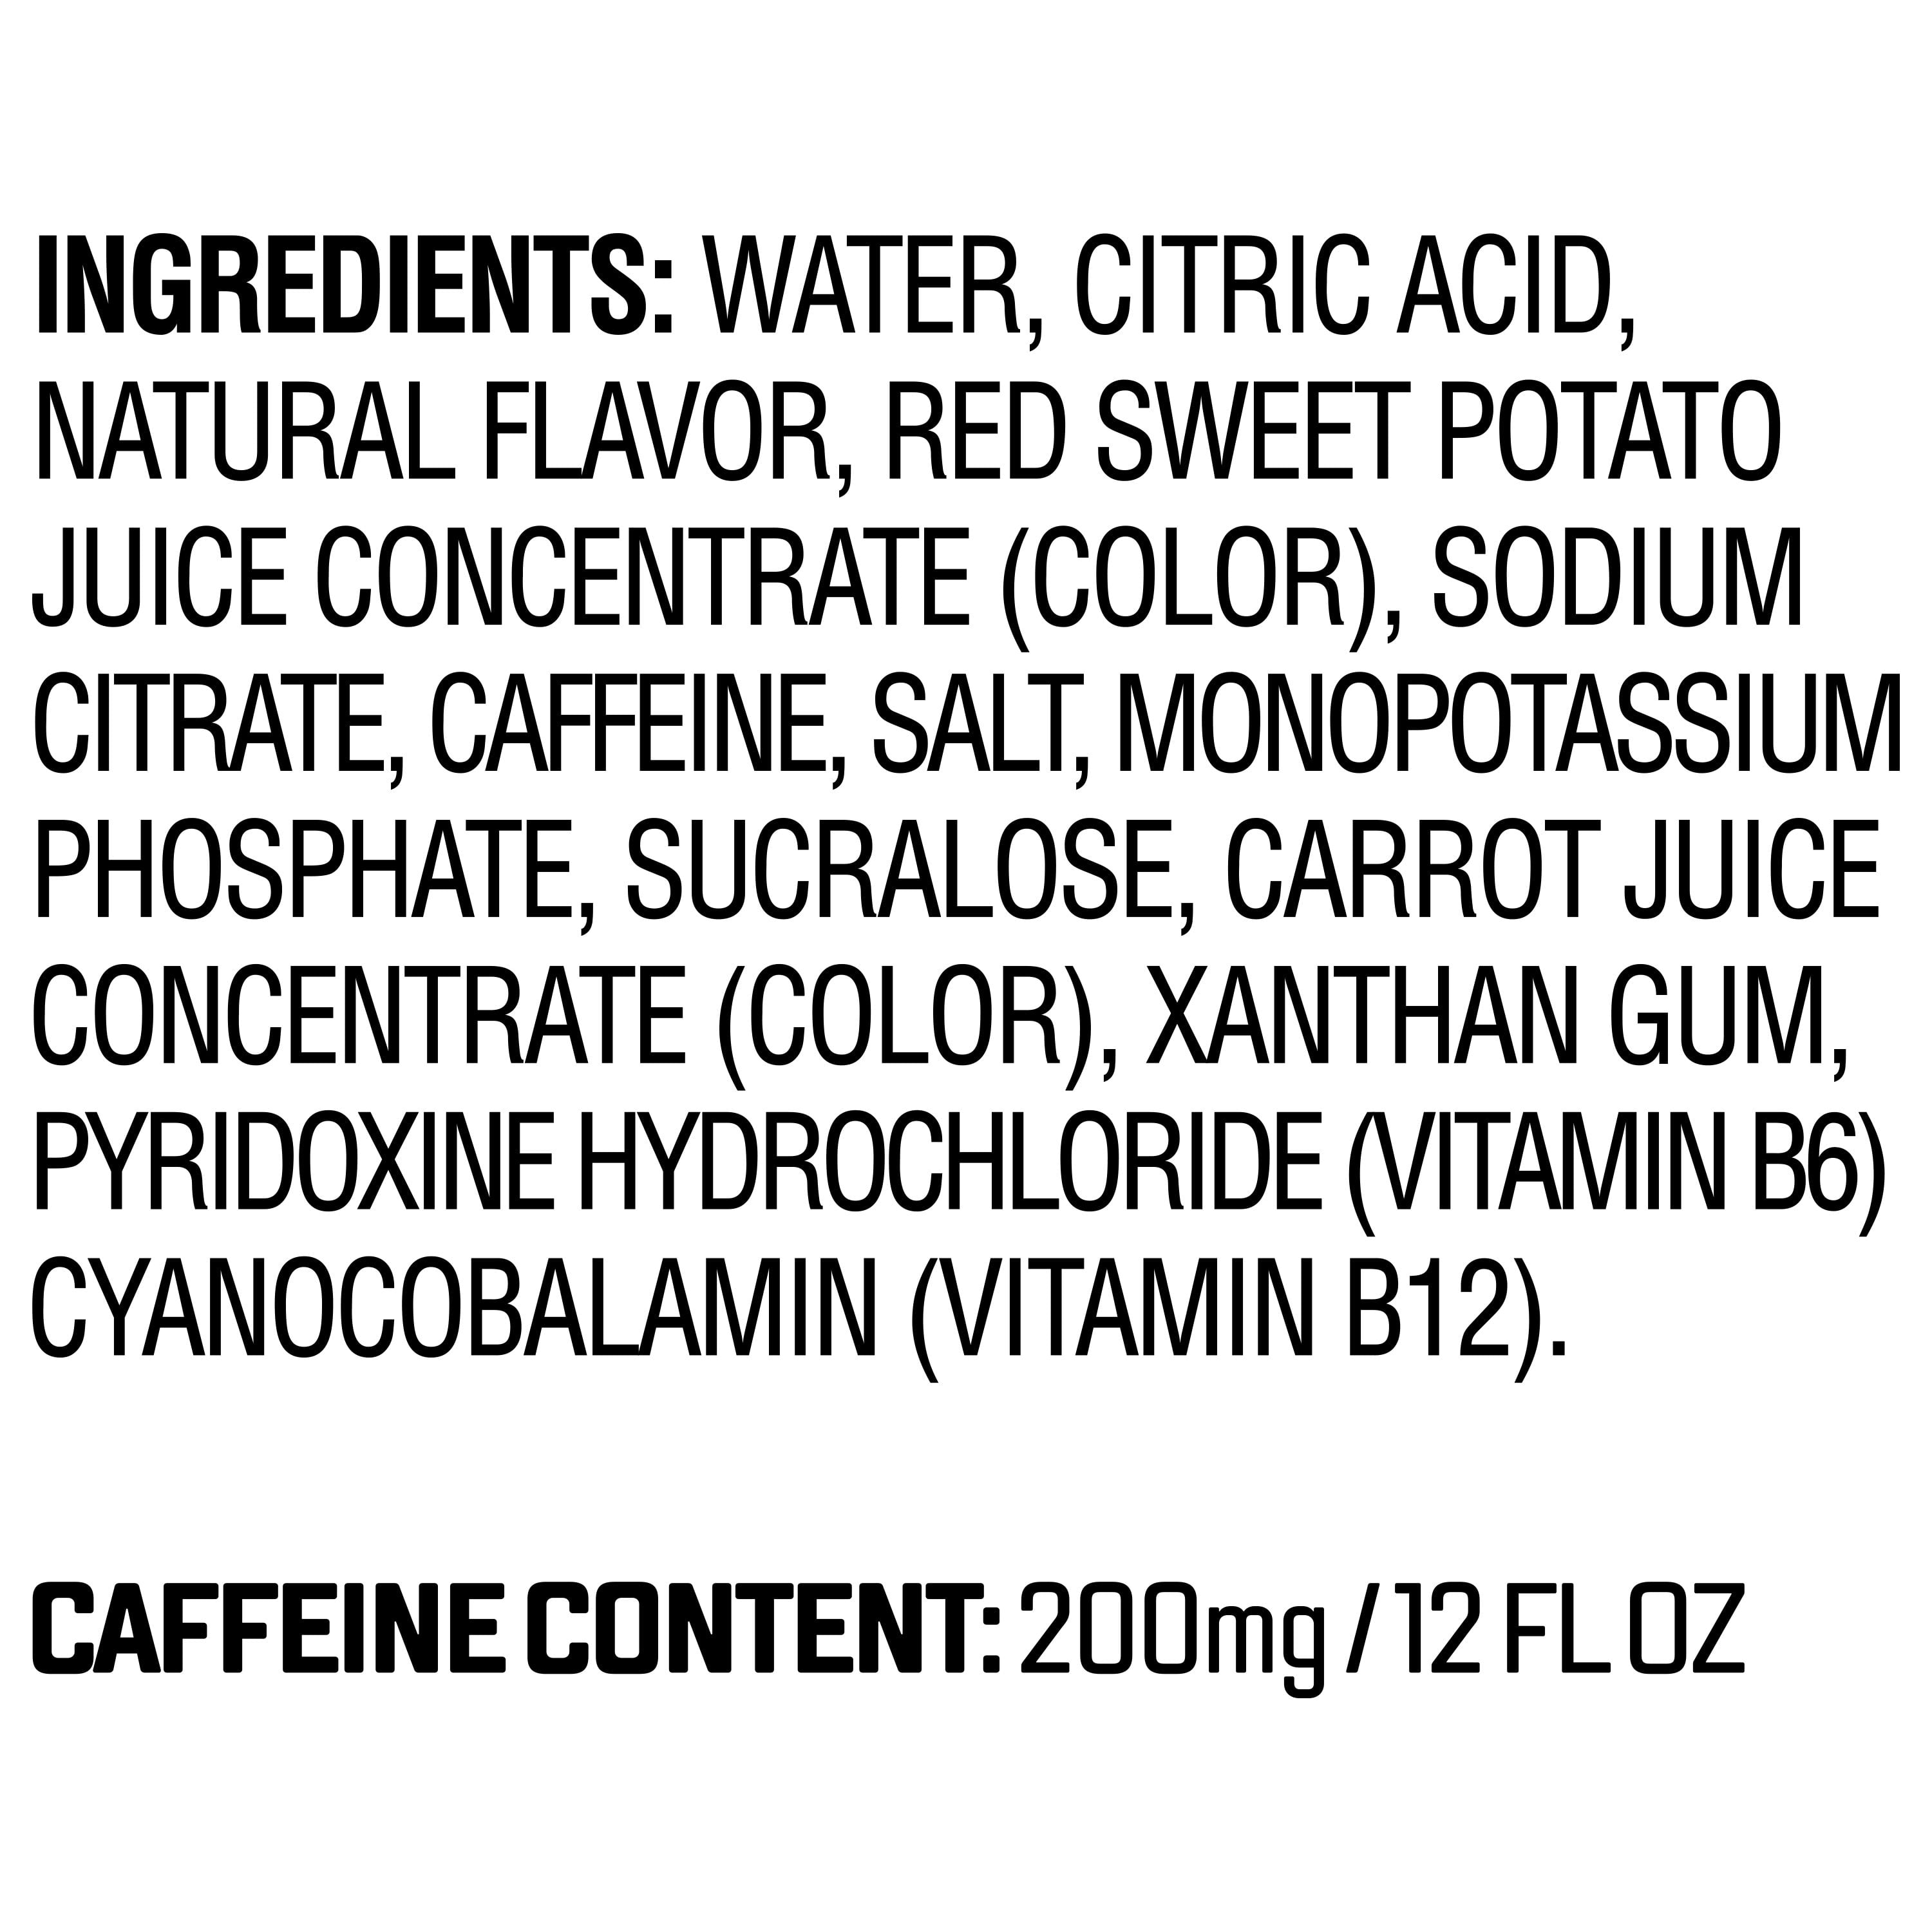 INGREDIENTS: WATER, CITRIC ACID,
NATURAL FLAVOR, RED SWEET POTATO
JUICE CONCENTRATE (COLOR), SODIUM
CITRATE, CAFFEINE, SALT, MONOPOTASSIUM
PHOSPHATE, SUCRALOSE, CARROT JUICE
CONCENTRATE (COLOR), XANTHAN GUM,
PYRIDOXINE HYDROCHLORIDE (VITAMIN B6)
CYANOCOBALAMIN (VITAMIN B12).
CAFFEINE CONTENT: 200mg / 12 FL OZ